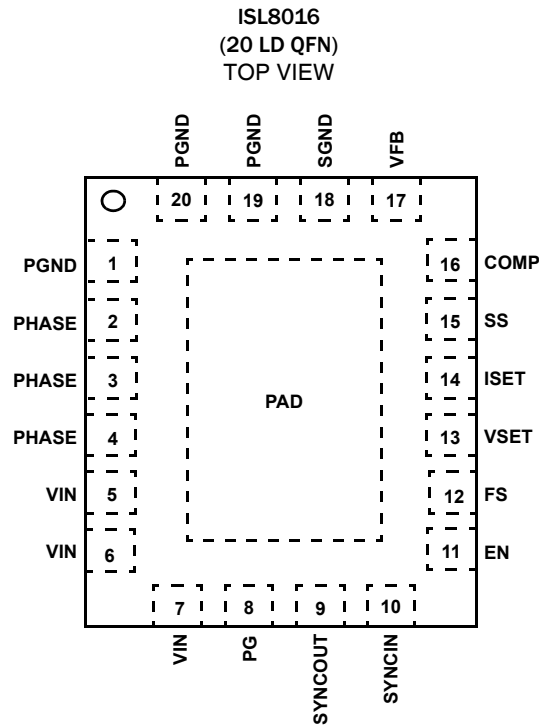 ISL8016
(20 LD QFN)
TOP VIEW
PGND
PGND
SGND
VFB
20
19
18
17
PGND 1
16 COMP
PHASE 2
15 SS
PHASE 3
14 ISET
PAD
PHASE 4
13 VSET
VIN 5
12 FS
VIN 6
11 EN
7
8
9
10
VIN
PG
SYNCOUT
SYNCIN